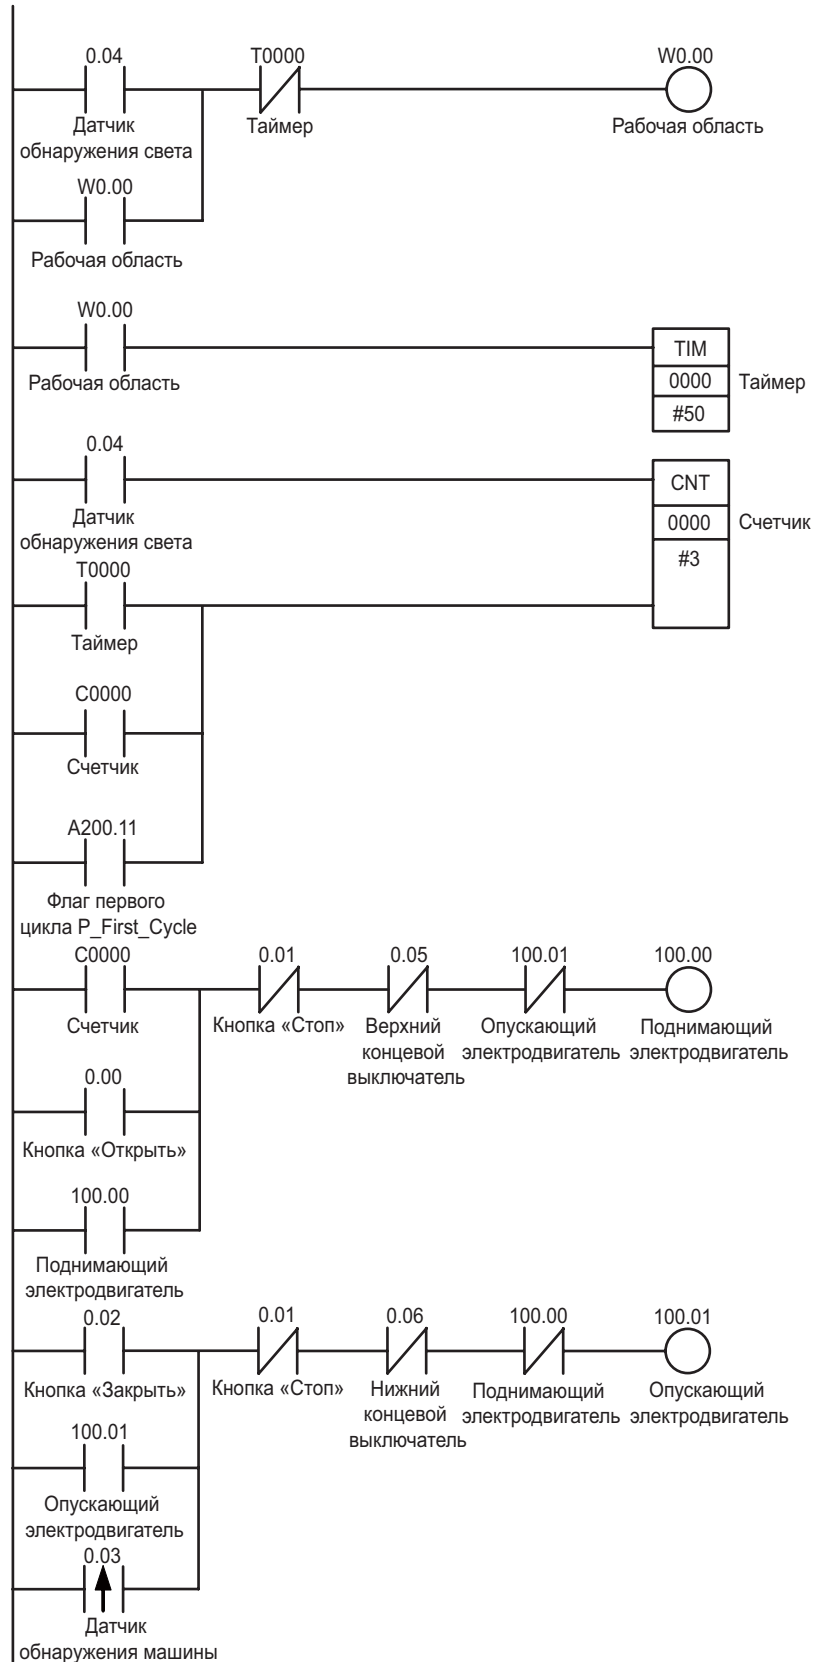 0.04 T0000 W0.00
Датчик
обнаружения света
Таймер
Рабочая область
W0.00
Рабочая область
W0.00
Рабочая область
TIM
0000
#50
Таймер
0.04
Датчик
обнаружения света
CNT
0000
#3
Счетчик
T0000
Таймер
C0000
Счетчик
A200.11
Флаг первого
цикла P_First_Cycle
C0000 0.01 0.05 100.01 100.00
Счетчик
Кнопка «Стоп»
Верхний
концевой
выключатель
Опускающий
электродвигатель
Поднимающий
электродвигатель
0.00
Кнопка «Открыть»
100.00
Поднимающий
электродвигатель
0.02 0.01 0.06 100.00 100.01
Кнопка «Закрыть»
Кнопка «Стоп»
Нижний
концевой
выключатель
Поднимающий
электродвигатель
Опускающий
электродвигатель
100.01
Опускающий
электродвигатель
0.03
Датчик
обнаружения машины